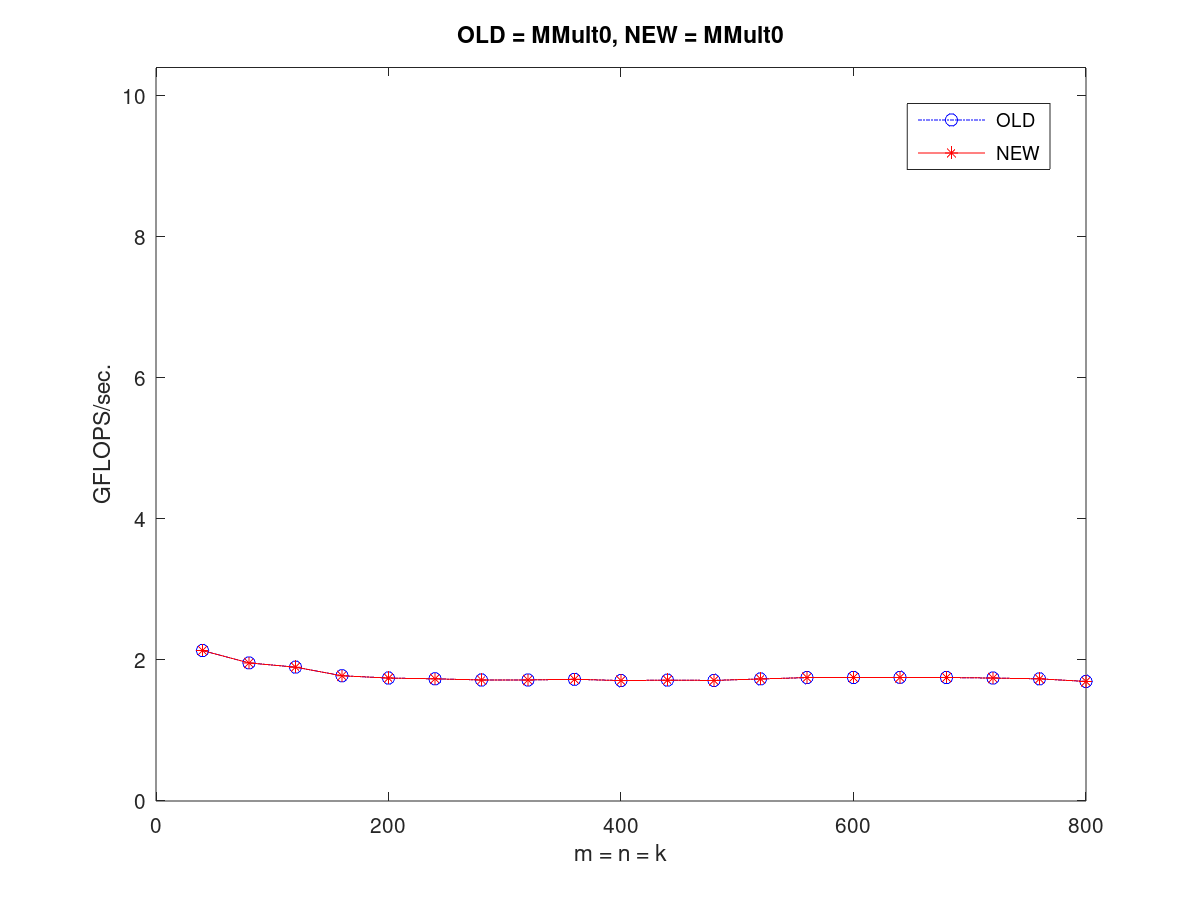 OLD = MMult0, NEW = MMult0
10
8
6
4
2
0
GFLOPS/sec.
OLD
NEW
0 200 400 600 800
m = n = k